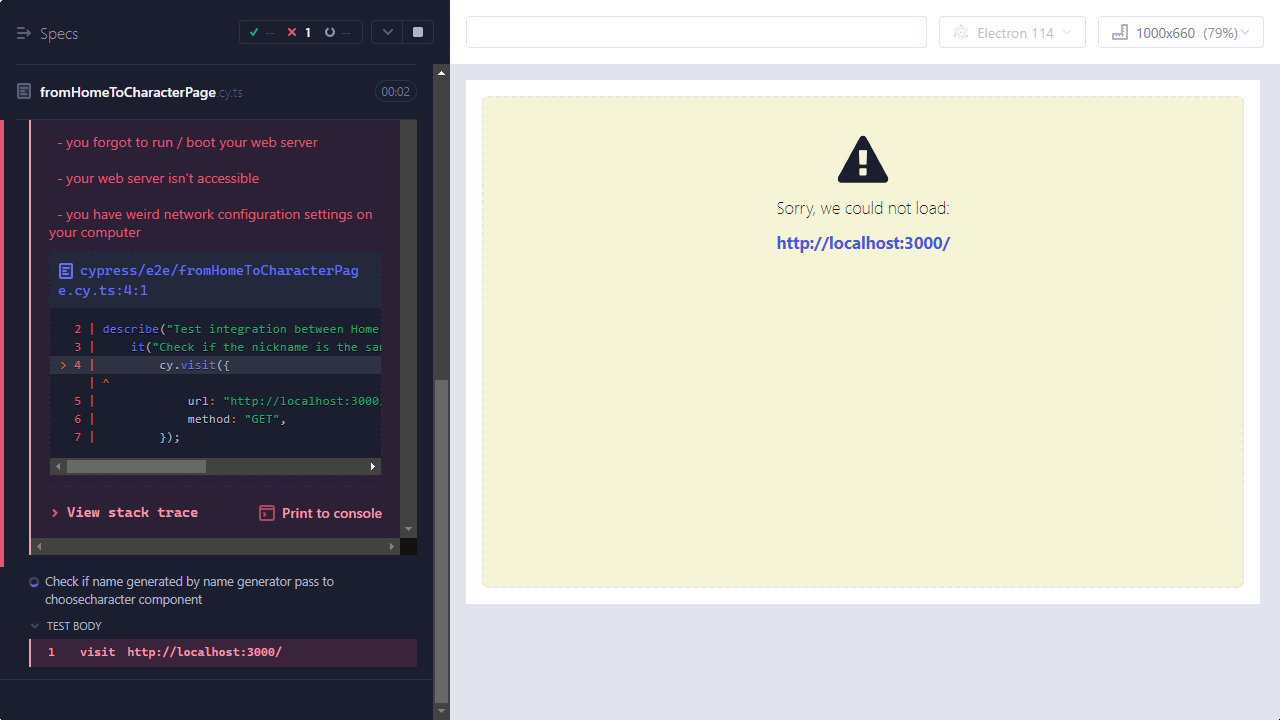 Specs
-- 1 --
fromHomeToCharacterPage.cy.ts 00:02
- you forgot to run / boot your web server
- your web server isn't accessible
- you have weird network configuration settings on
your computer
cypress/e2e/fromHomeToCharacterPag
e.cy.ts:4:1
2 | describe("Test integration between Home
3 | it("Check if the nickname is the sa
> 4 | cy.visit({
| ^
5 | url: "http://localhost:3000
6 | method: "GET",
7 | });
> View stack trace
Print to console
Check if name generated by name generator pass to
choosecharacter component
TEST BODY
1 visit http://localhost:3000/
Electron 114
1000x660 (79%)
Sorry, we could not load:
http://localhost:3000/